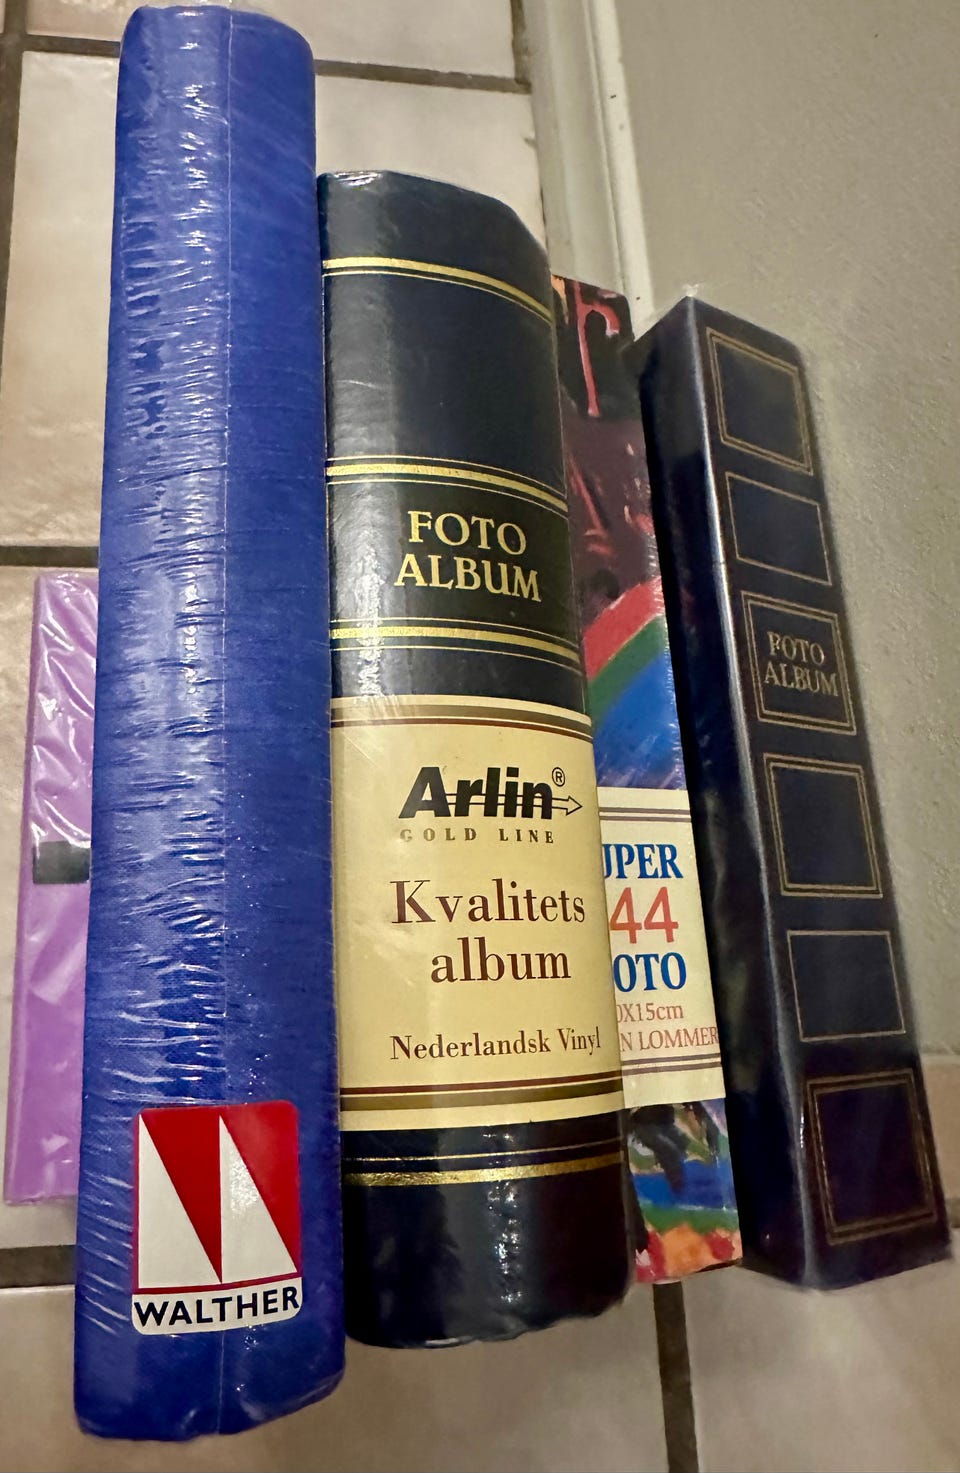 WALTHER
FOTO
ALBUM
Arlin®
GOLD LINE
Kvalitets
album
Nederlandsk Vinyl
UPER
44
OTO
0X15cm
N LOMMER
FOTO
ALBUM